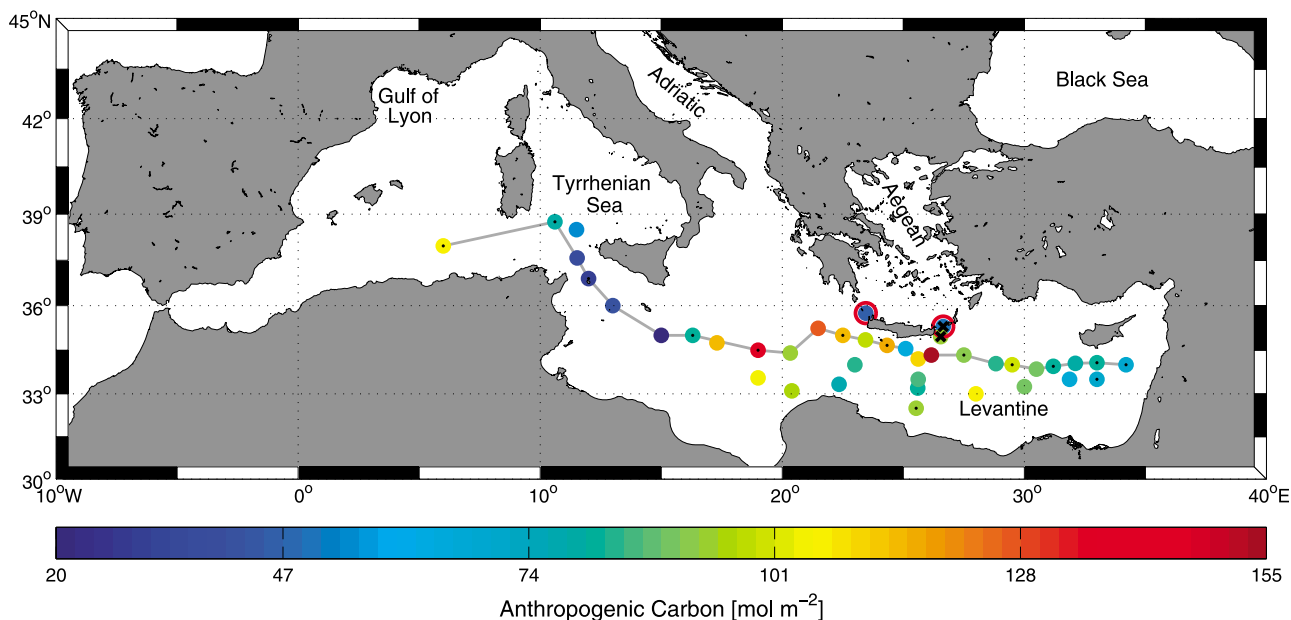 45°N
Black Sea
Adriatic
Gulf of
Lyon
42°
Tyrrhenian
Sea
Aegean
39°
36°
33°
Levantine
30°
10°W
0°
10°
20°
30°
40°E
20
47
74
101
128
155
Anthropogenic Carbon [mol m⁻²]